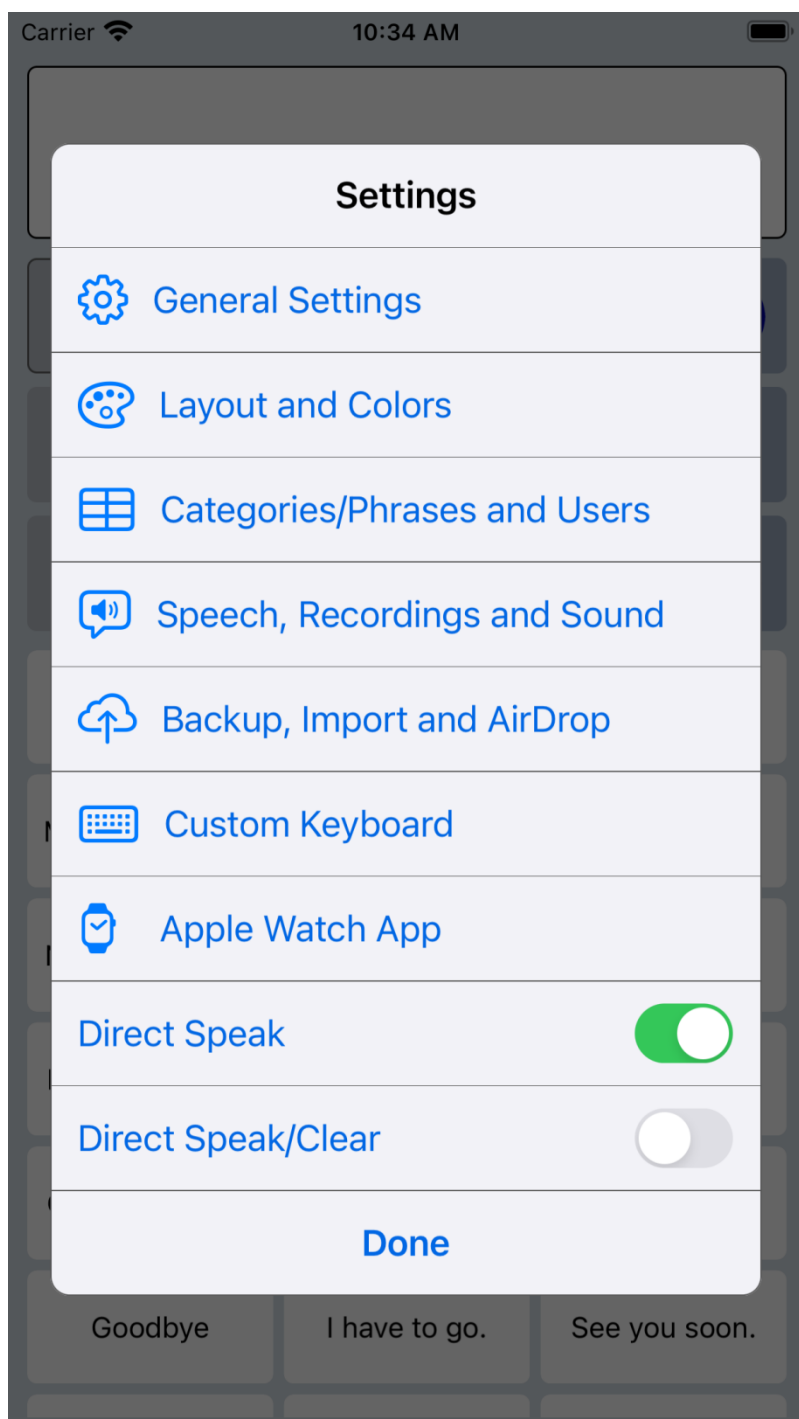 Carrier 10:34 AM
Settings
General Settings
Layout and Colors
Categories/Phrases and Users
Speech, Recordings and Sound
Backup, Import and AirDrop
Custom Keyboard
Apple Watch App
Direct Speak
Direct Speak/Clear
Done
Goodbye I have to go. See you soon.